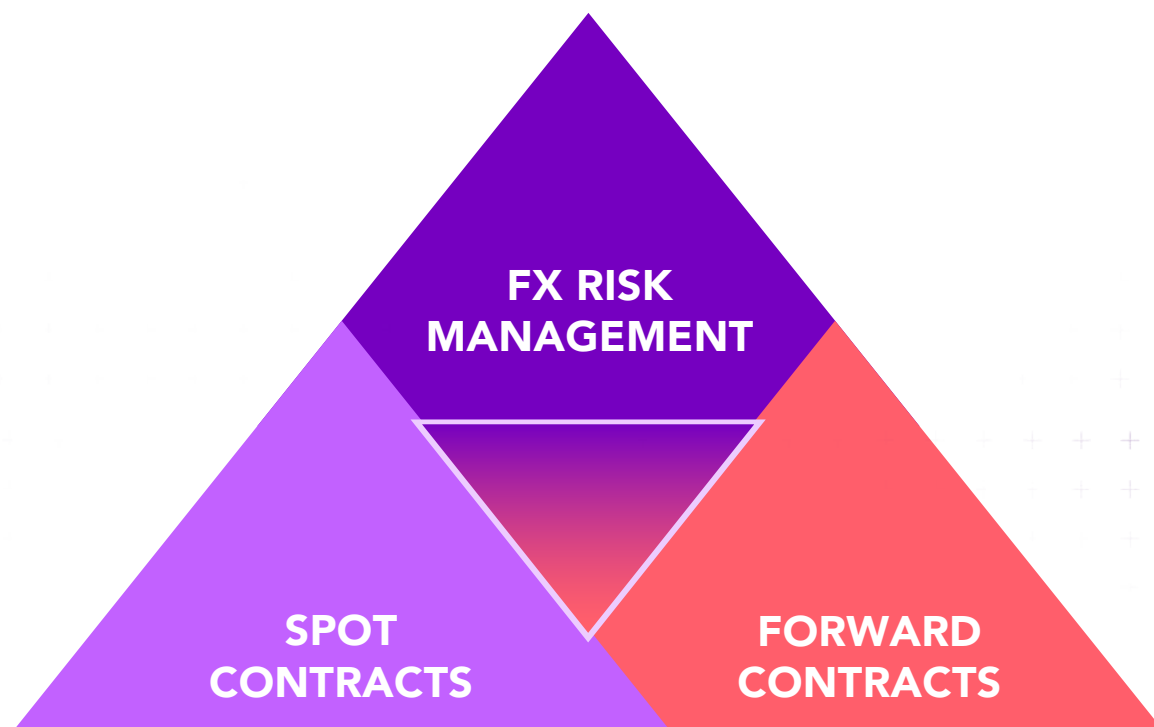 FX RISK
MANAGEMENT
SPOT
CONTRACTS
FORWARD
CONTRACTS